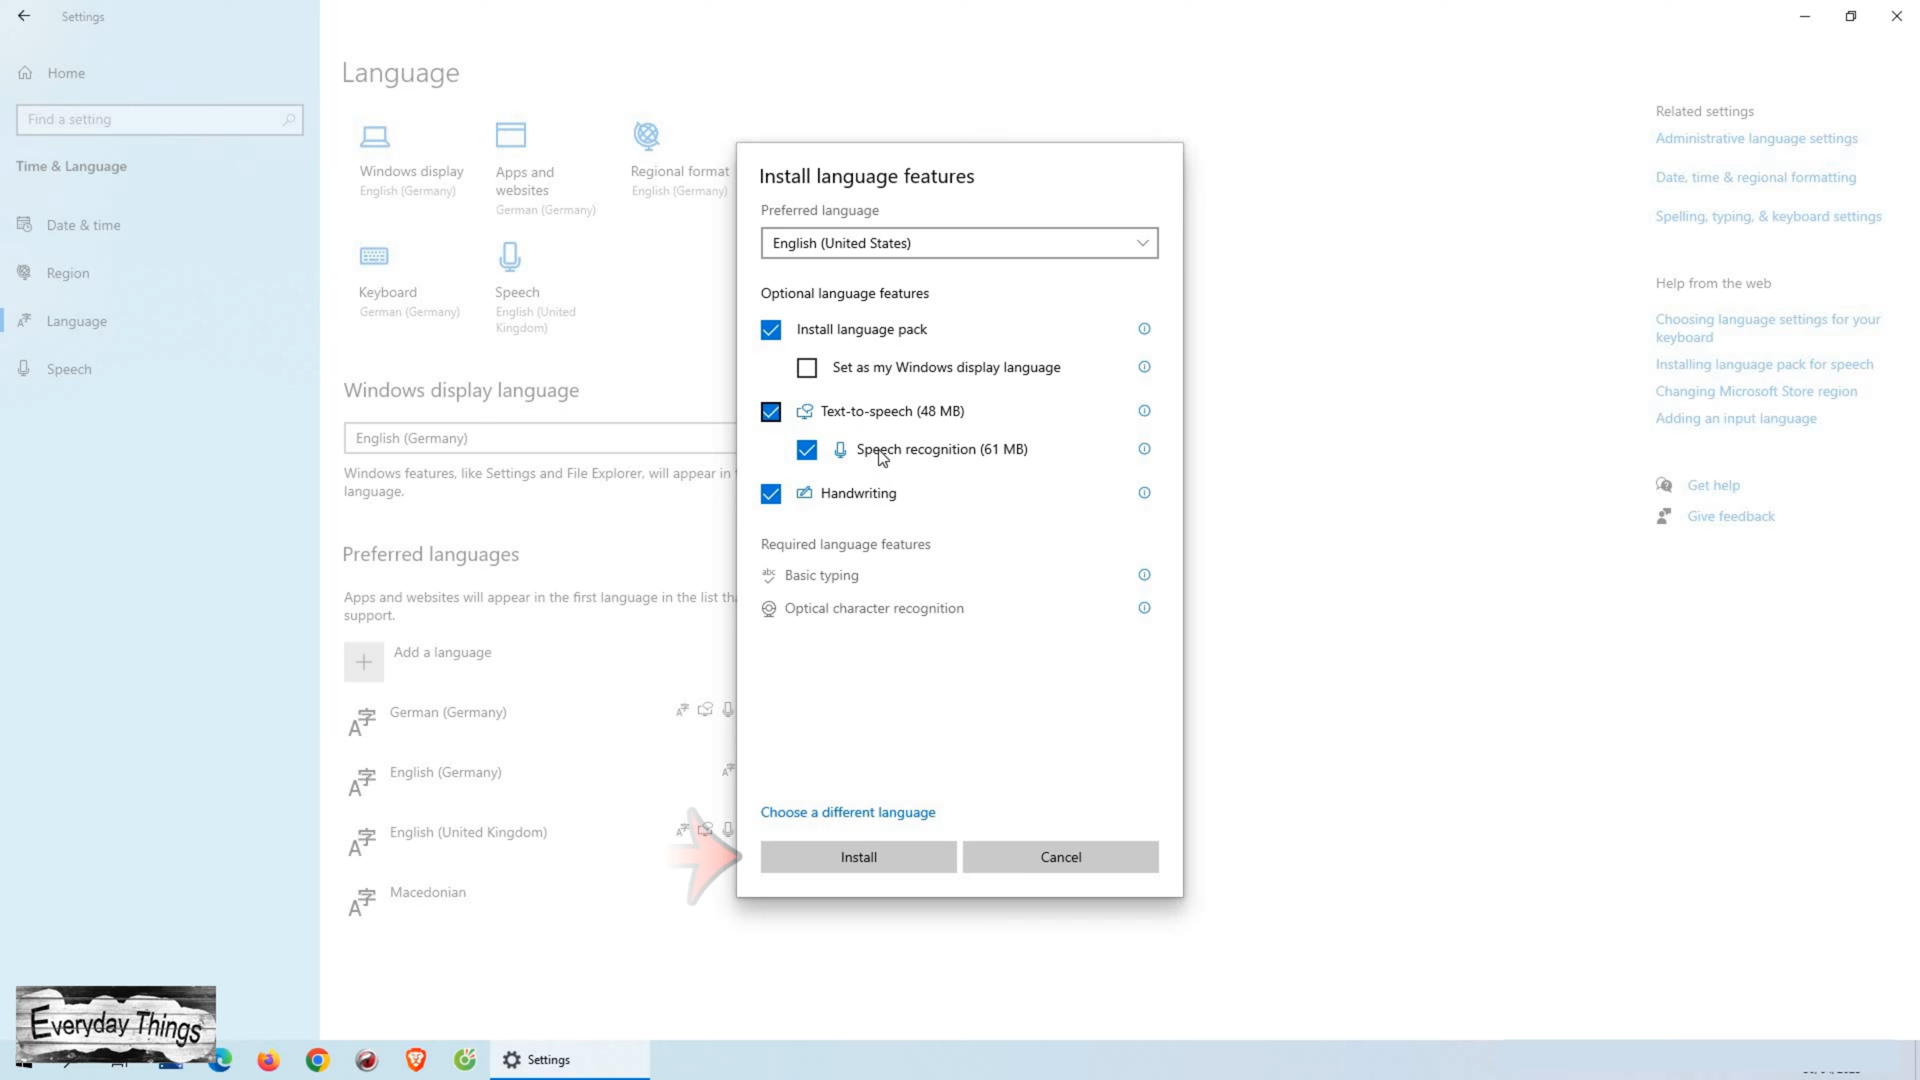 Settings
Home
Find a setting
Time & Language
Date & time
Region
Language
Speech
Language
Windows display
English (Germany)
Apps and
websites
German (Germany)
Regional format
English (Germany)
Keyboard
German (Germany)
Speech
English (United
Kingdom)
Windows display language
English (Germany)
Windows features, like Settings and File Explorer, will appear in
language.
Preferred languages
Apps and websites will appear in the first language in the list
support.
Add a language
German (Germany)
English (Germany)
English (United Kingdom)
Macedonian
Install language features
Preferred language
English (United States)
Optional language features
Install language pack
Set as my Windows display language
Text-to-speech (48 MB)
Speech recognition (61 MB)
Handwriting
Required language features
abc Basic typing
Optical character recognition
Choose a different language
Install
Cancel
Related settings
Administrative language settings
Date, time & regional formatting
Spelling, typing, & keyboard settings
Help from the web
Choosing language settings for your
keyboard
Installing language pack for speech
Changing Microsoft Store region
Adding an input language
Get help
Give feedback
Everyday Things
Settings